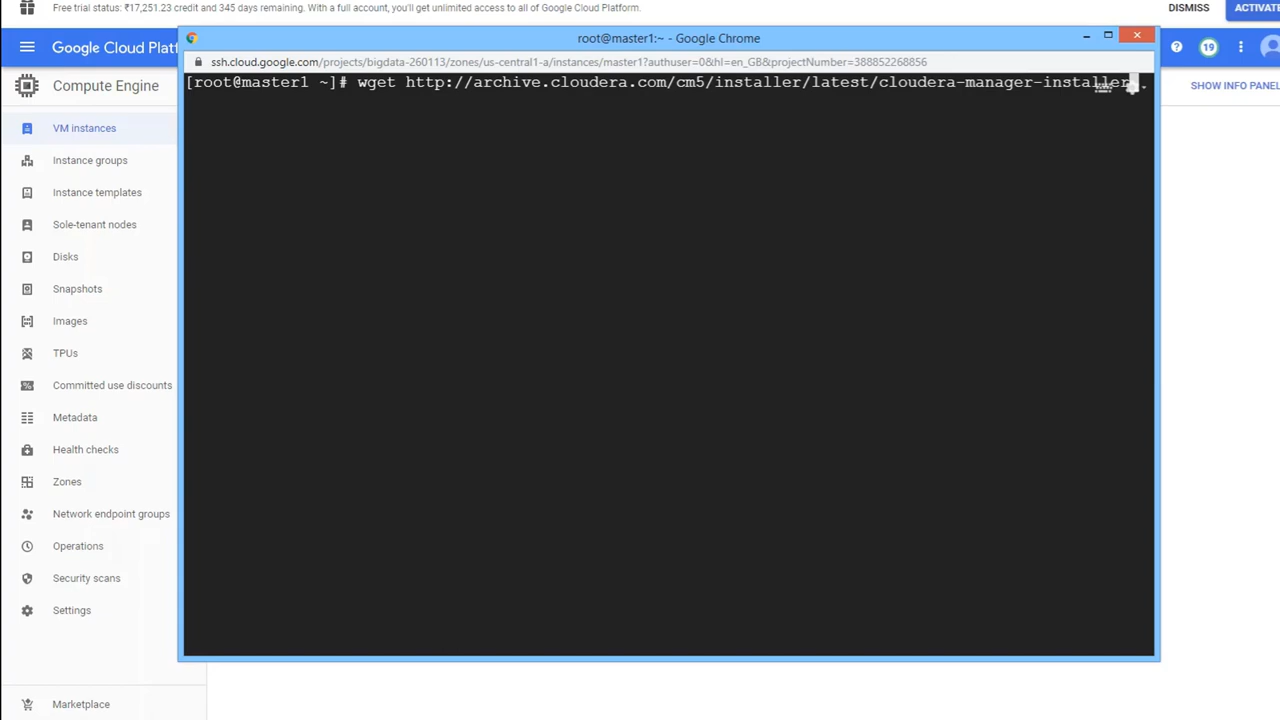 Free trial status: ₹17,251.23 credit and 345 days remaining. With a full account, you'll get unlimited access to all of Google Cloud Platform.
DISMISS
ACTIVATE
root@master1:~ - Google Chrome
Google Cloud Platf
19
ssh.cloud.google.com/projects/bigdata-260113/zones/us-central1-a/instances/master1?authuser=0&hl=en_GB&projectNumber=388852268856
[root@master1 ~]# wget http://archive.cloudera.com/cm5/installer/latest/cloudera-manager-installer
Compute Engine
SHOW INFO PANEL
VM instances
Instance groups
Instance templates
Sole-tenant nodes
Disks
Snapshots
Images
TPUs
Committed use discounts
Metadata
Health checks
Zones
Network endpoint groups
Operations
Security scans
Settings
Marketplace